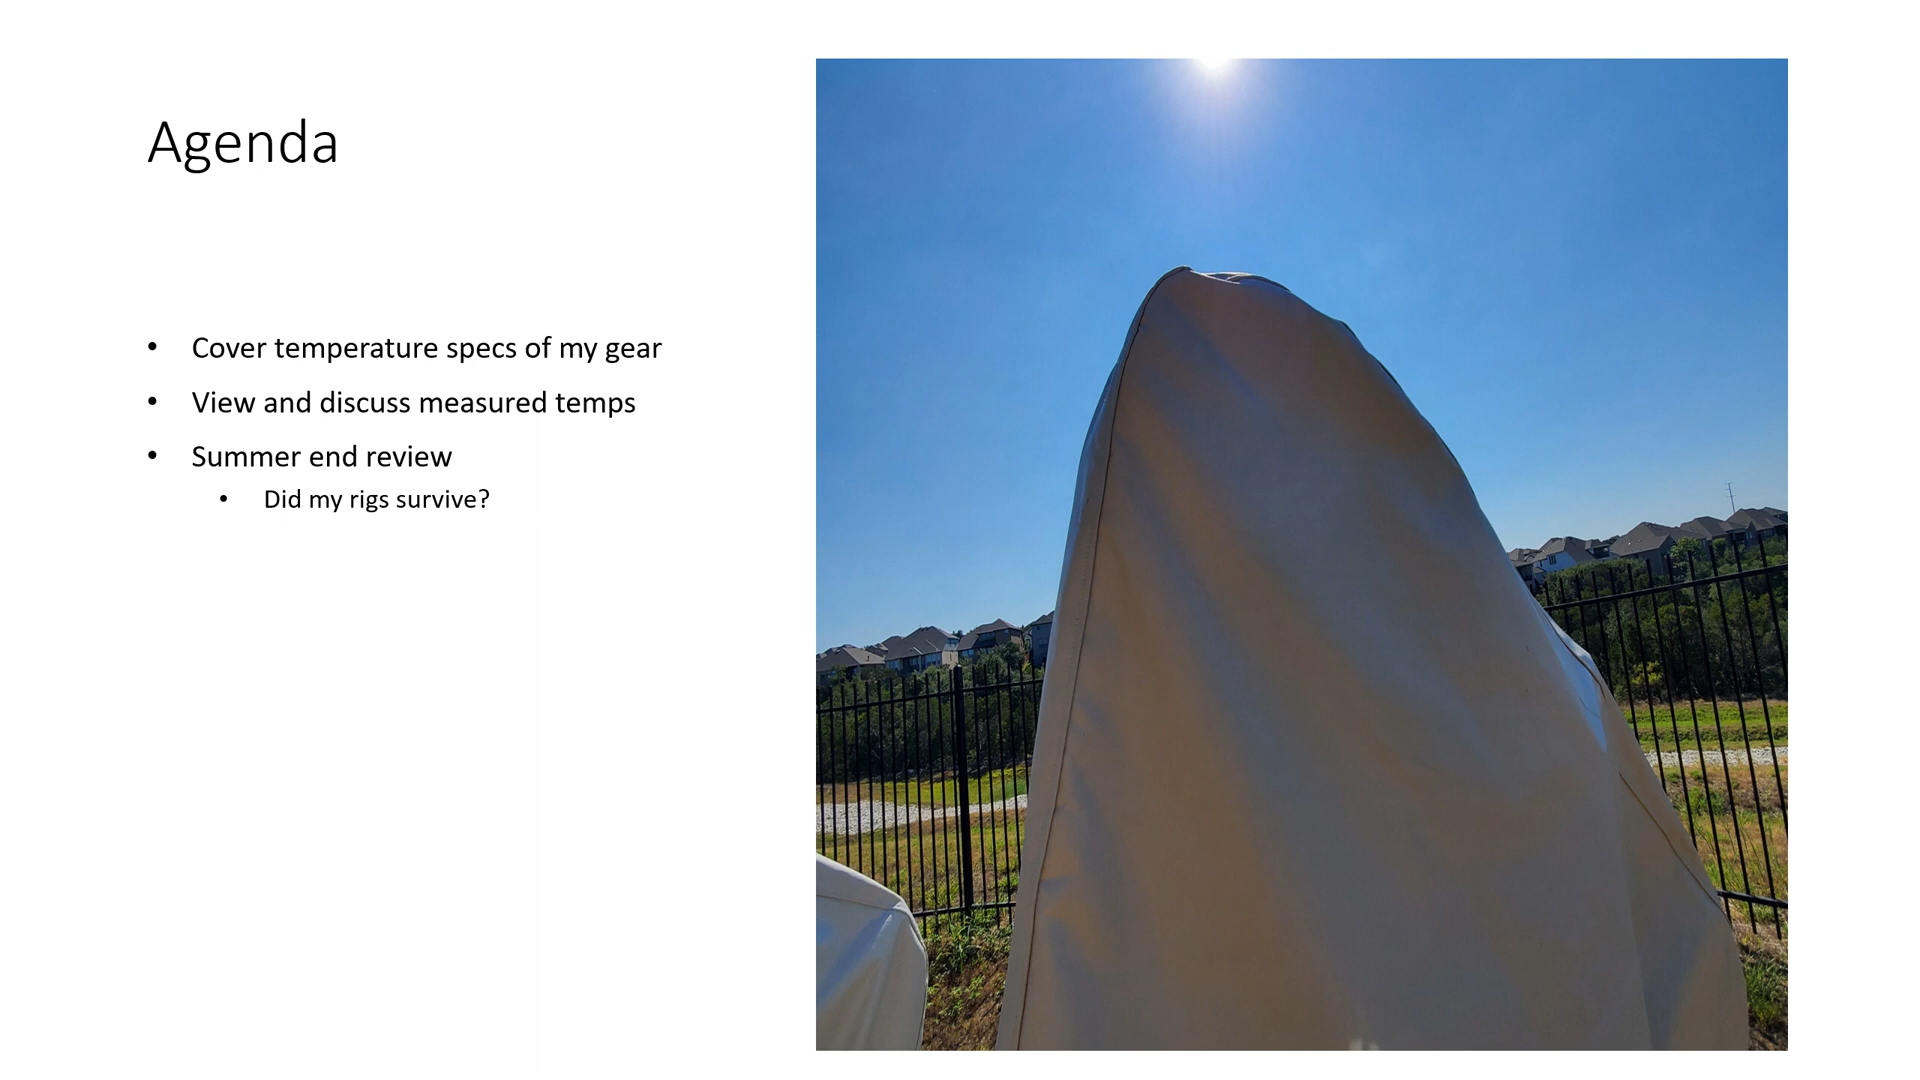 Agenda
• Cover temperature specs of my gear
• View and discuss measured temps
• Summer end review
• Did my rigs survive?